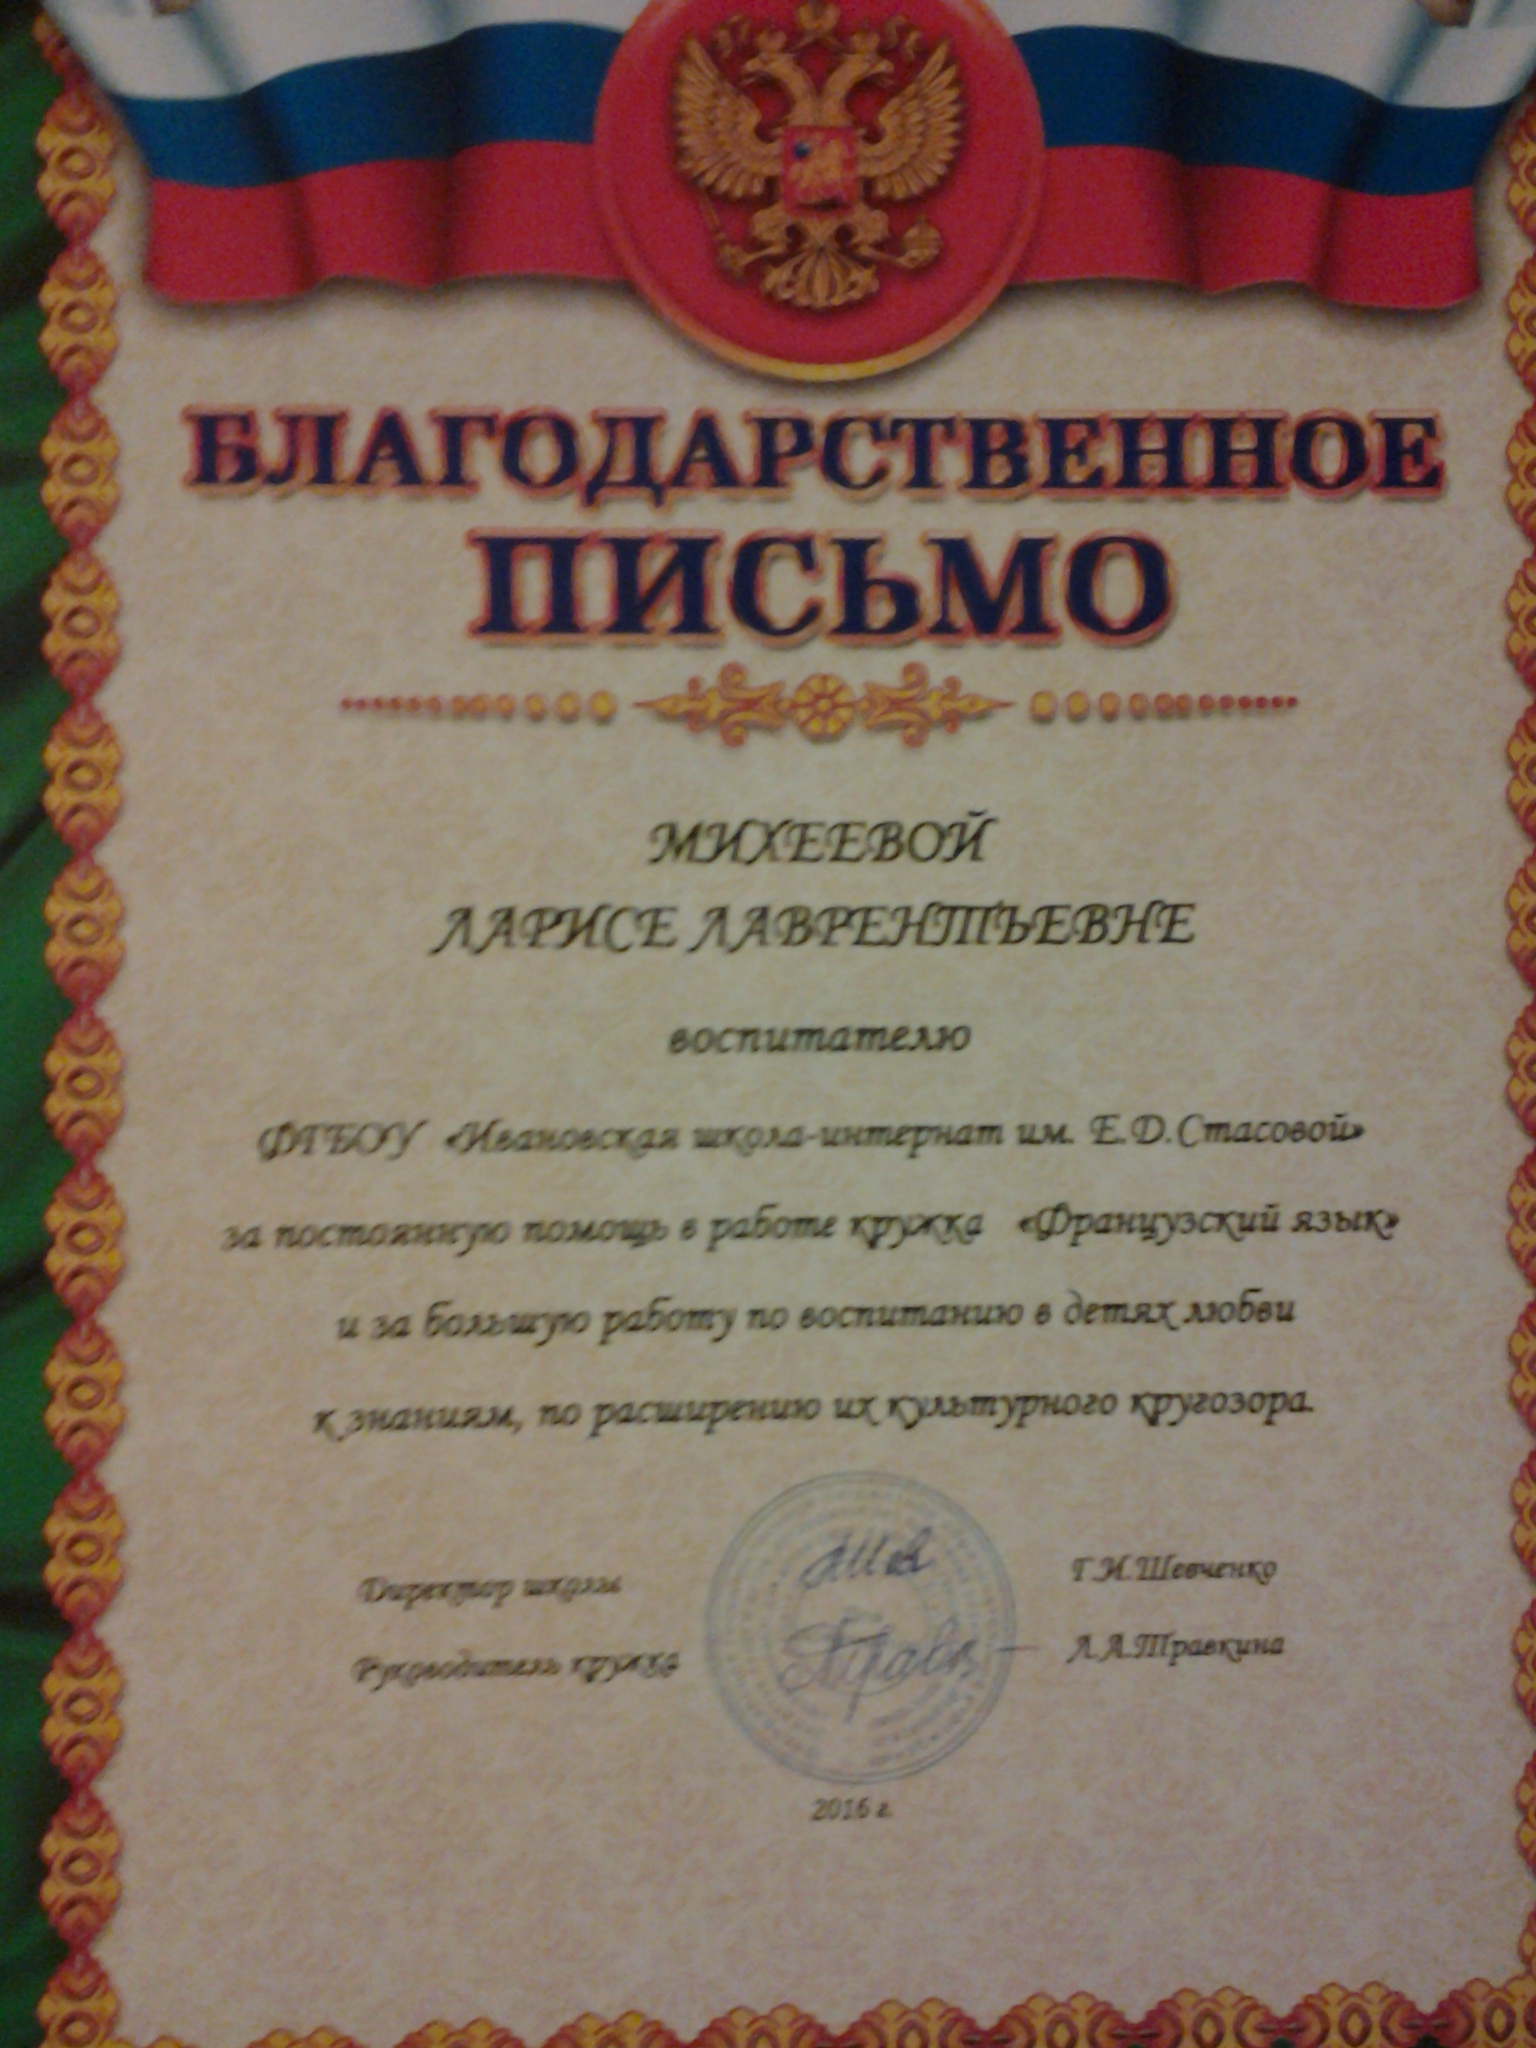 БЛАГОДАРСТВЕННОЕ
ПИСЬМО
МИХЕЕВОЙ
ЛАРИСЕ ЛАВРЕНТЬЕВНЕ
воспитателю
ФГБОУ «Ивановская школа-интернат им. Е.Д.Стасовой»
за постоянную помощь в работе кружка «Французский язык»
и за большую работу по воспитанию в детях любви
к знаниям, по расширению их культурного кругозора.
Директор школы Г.И.Шевченко
Руководитель кружка Л.А.Травкина
2016 г.